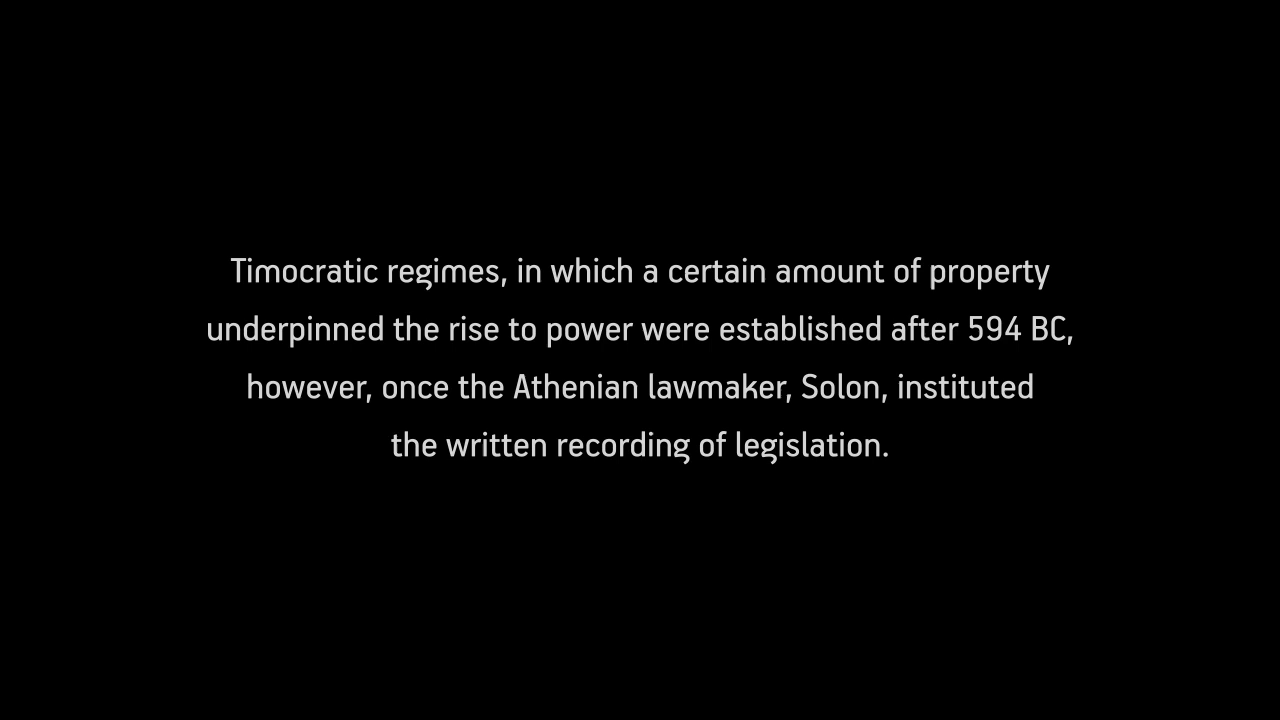 Timocratic regimes, in which a certain amount of property
underpinned the rise to power were established after 594 BC,
however, once the Athenian lawmaker, Solon, instituted
the written recording of legislation.